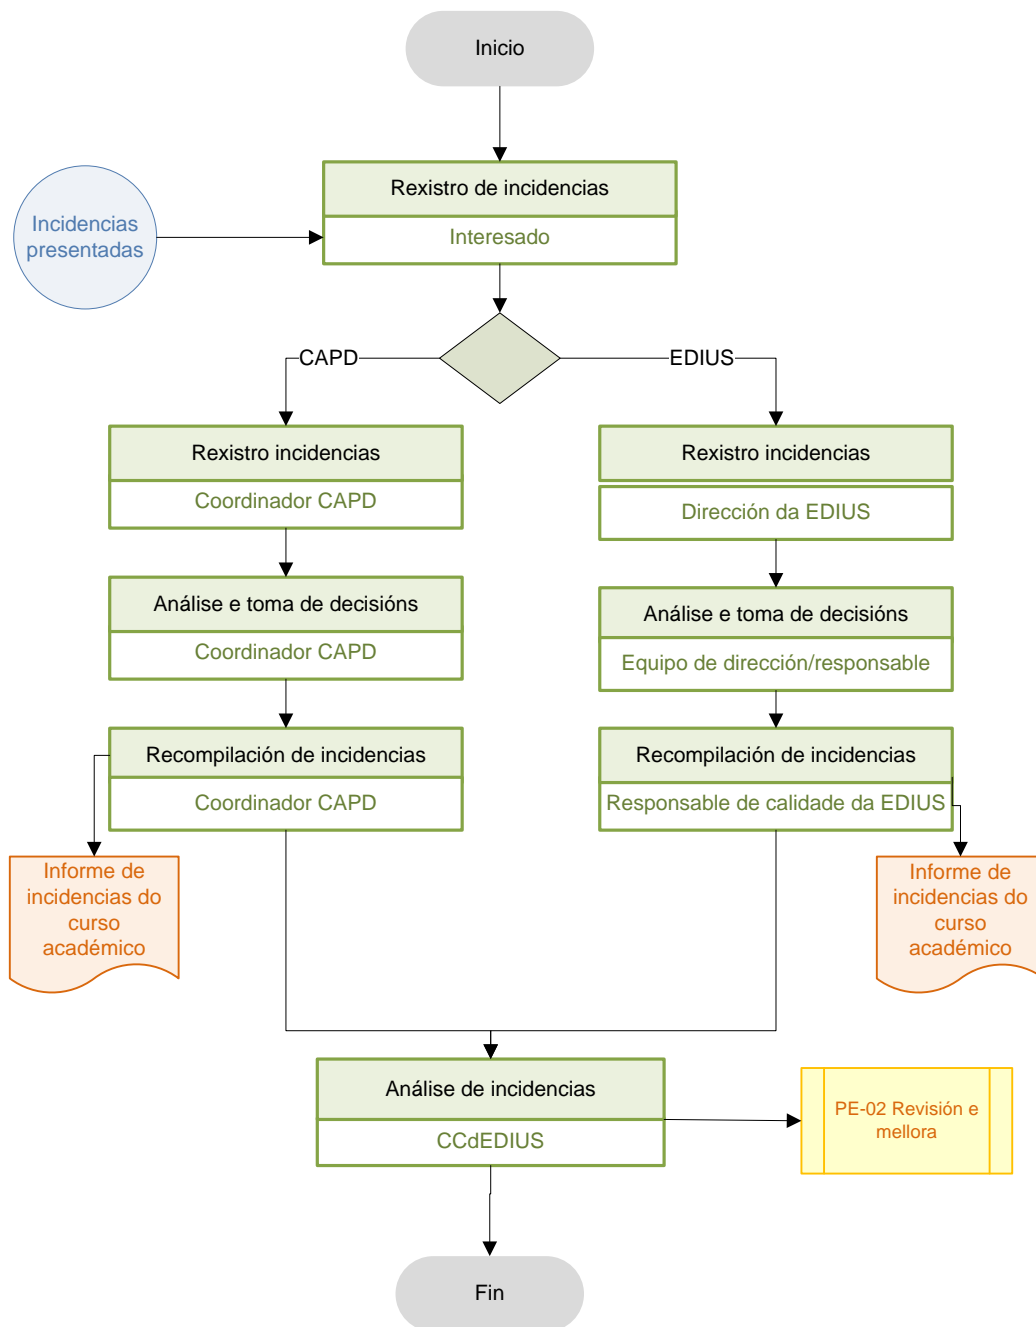 Inicio
Rexistro de incidencias
Interesado
Incidencias
presentadas
CAPD
EDIUS
Rexistro incidencias
Coordinador CAPD
Rexistro incidencias
Dirección da EDIUS
Análise e toma de decisións
Coordinador CAPD
Análise e toma de decisións
Equipo de dirección/responsable
Recompilación de incidencias
Coordinador CAPD
Recompilación de incidencias
Responsable de calidade da EDIUS
Informe de
incidencias do
curso
académico
Informe de
incidencias do
curso
académico
Análise de incidencias
CCdEDIUS
PE-02 Revisión e
mellora
Fin